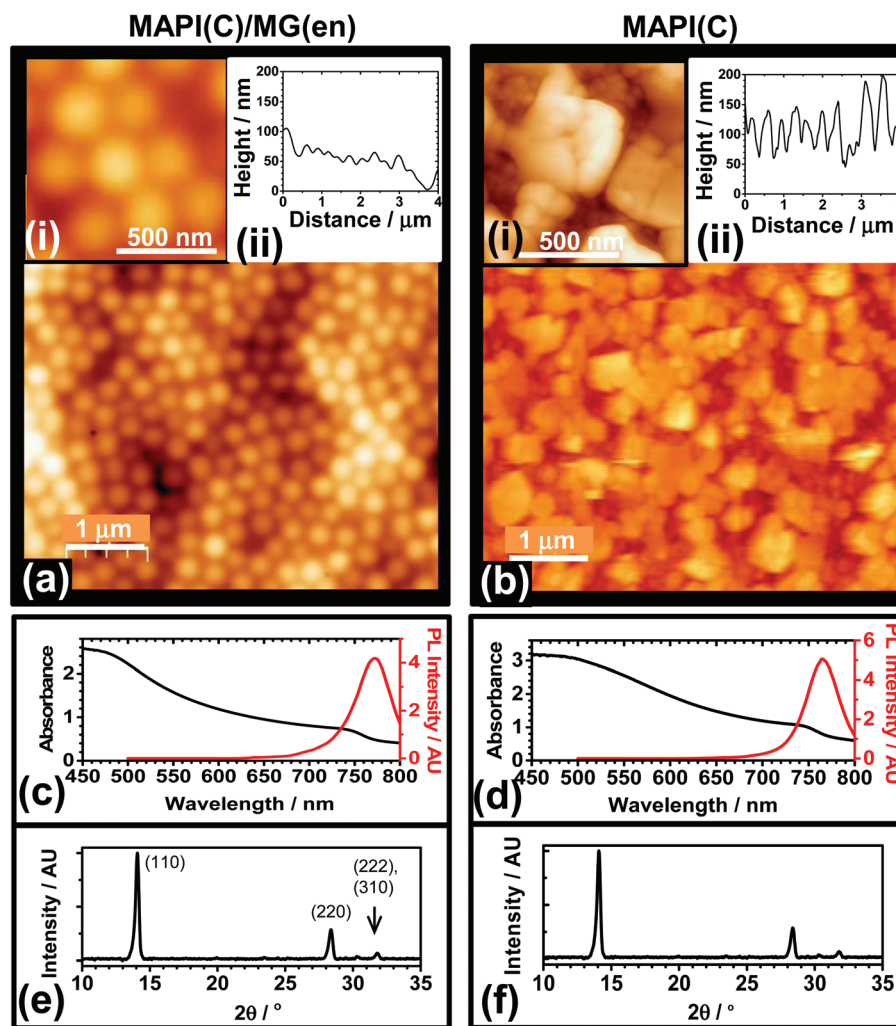 MAPI(C)/MG(en)
MAPI(C)
200
150
100
50
0
Height / nm
0 1 2 3 4
Distance / μm
(i)
500 nm
(ii)
1 μm
(a)
200
150
100
50
0
Height / nm
0 1 2 3
Distance / μm
(i)
500 nm
(ii)
1 μm
(b)
2
1
0
Absorbance
4
2
0
PL Intensity / AU
450 500 550 600 650 700 750 800
Wavelength / nm
(c)
3
2
1
0
Absorbance
6
5
4
3
2
1
0
PL Intensity / AU
450 500 550 600 650 700 750 800
Wavelength / nm
(d)
Intensity / AU
(110)
(220)
(222),
(310)
10 15 20 25 30 35
2θ / °
(e)
Intensity / AU
10 15 20 25 30 35
2θ / °
(f)